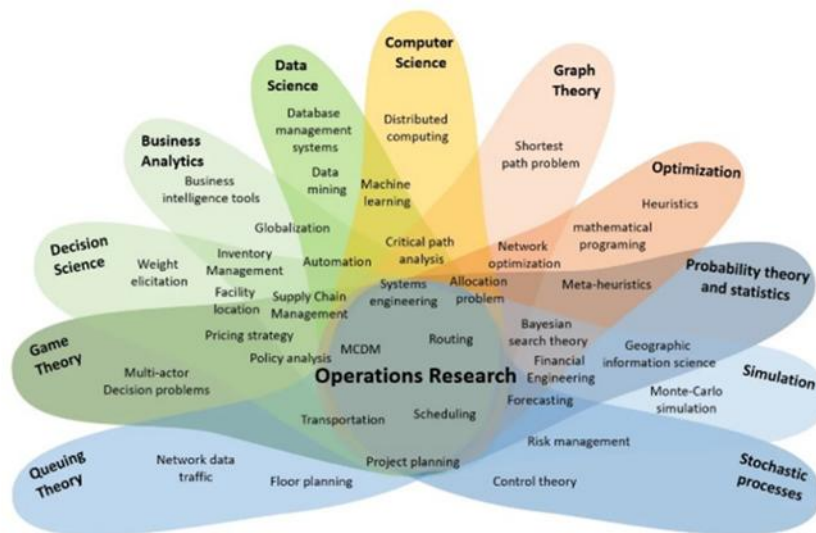 Computer
Science
Data
Science
Graph
Theory
Database
management
systems
Distributed
computing
Business
Analytics
Shortest
path problem
Optimization
Data
mining
Machine
learning
Business
intelligence tools
Heuristics
Globalization
mathematical
programing
Decision
Science
Weight
elicitation
Inventory
Management
Automation
Critical path
analysis
Network
optimization
Probability theory
and statistics
Facility
location
Supply Chain
Management
Systems
engineering
Allocation
problem
Meta-heuristics
Game
Theory
Pricing strategy
Policy analysis
MCDM
Routing
Bayesian
search theory
Geographic
information science
Simulation
Multi-actor
Decision problems
Operations Research
Financial
Engineering
Forecasting
Monte-Carlo
simulation
Transportation
Scheduling
Risk management
Queuing
Theory
Network data
traffic
Floor planning
Project planning
Control theory
Stochastic
processes